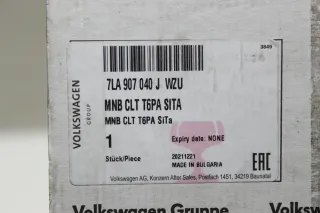 3849
7LA 907 040 J WZU
MNB CLT T6PA SITA
MNB CLT T6PA SiTa
VOLKSWAGEN
GROUP
1
Expiry date: NONE
Stück/Piece
20211221
MADE IN BULGARIA
EAC
Volkswagen AG, Konzern After Sales, Postfach 1451, 34219 Baunatal
Volkswagen Gruppe
Volksw